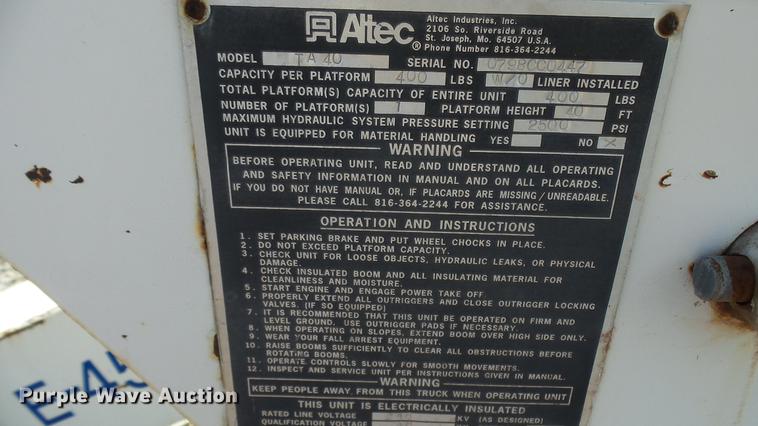 Altec®
Altec Industries, Inc.
2106 So. Riverside Road
St. Joseph, Mo. 64507 U.S.A.
Phone Number 816-364-2244
MODEL TA 40 SERIAL NO. 0798CC0447
CAPACITY PER PLATFORM 400 LBS W/O LINER INSTALLED
TOTAL PLATFORM(S) CAPACITY OF ENTIRE UNIT 400 LBS
NUMBER OF PLATFORM(S) 1 PLATFORM HEIGHT 40 FT
MAXIMUM HYDRAULIC SYSTEM PRESSURE SETTING 2500 PSI
UNIT IS EQUIPPED FOR MATERIAL HANDLING YES NO X
WARNING
BEFORE OPERATING UNIT, READ AND UNDERSTAND ALL OPERATING
AND SAFETY INFORMATION IN MANUAL AND ON ALL PLACARDS.
IF YOU DO NOT HAVE MANUAL OR, IF PLACARDS ARE MISSING/UNREADABLE.
PLEASE CALL 816-364-2244 FOR ASSISTANCE.
OPERATION AND INSTRUCTIONS
1. SET PARKING BRAKE AND PUT WHEEL CHOCKS IN PLACE.
2. DO NOT EXCEED PLATFORM CAPACITY.
3. CHECK UNIT FOR LOOSE OBJECTS, HYDRAULIC LEAKS, OR PHYSICAL
DAMAGE.
4. CHECK INSULATED BOOM AND ALL INSULATING MATERIAL FOR
CLEANLINESS AND MOISTURE.
5. START ENGINE AND ENGAGE POWER TAKE OFF
6. PROPERLY EXTEND ALL OUTRIGGERS AND CLOSE OUTRIGGER LOCKING
VALVES. (IF SO EQUIPPED)
7. IT IS RECOMMENDED THAT THIS UNIT BE OPERATED ON FIRM AND
LEVEL GROUND. USE OUTRIGGER PADS IF NECESSARY.
8. WHEN OPERATING ON SLOPES, EXTEND BOOM OVER HIGH SIDE ONLY.
9. WEAR YOUR FALL ARREST EQUIPMENT.
10. RAISE BOOMS SUFFICIENTLY TO CLEAR ALL OBSTRUCTIONS BEFORE
ROTATING BOOMS.
11. OPERATE CONTROLS SLOWLY FOR SMOOTH MOVEMENTS.
12. INSPECT AND SERVICE UNIT PER INSTRUCTIONS GIVEN IN MANUAL.
WARNING
KEEP PEOPLE AWAY FROM THIS TRUCK WHEN OPERATING UNIT
THIS UNIT IS ELECTRICALLY INSULATED
RATED LINE VOLTAGE KV (AS DESIGNED)
QUALIFICATION VOLTAGE KV
E-45
Purple Wave Auction